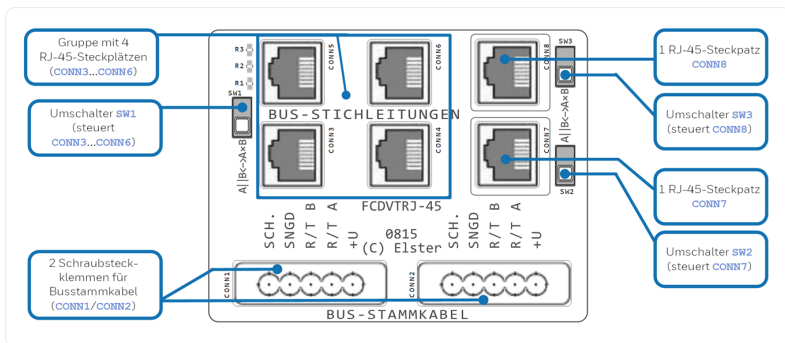 Gruppe mit 4
RJ-45-Steckplätzen
(CONN3...CONN6)
Umschalter SW1
(steuert
CONN3...CONN6)
2 Schraubsteck-
klemmen für
Busstammkabel
(CONN1/CONN2)
R3
R2
R1
SW1
A||B<->A×B
CONN5
CONN6
BUS-STICHLEITUNGEN
CONN3
CONN4
FCDVTRJ-45
CONN8
SW3
A||B<->A×B
CONN7
SW2
SCH.
SNGD
R/T B
R/T A
+U
0815
(C) Elster
SCH.
SNGD
R/T B
R/T A
+U
CONN1
CONN2
BUS-STAMMKABEL
1 RJ-45-Steckpatz
CONN8
Umschalter SW3
(steuert CONN8)
1 RJ-45-Steckpatz
CONN7
Umschalter SW2
(steuert CONN7)